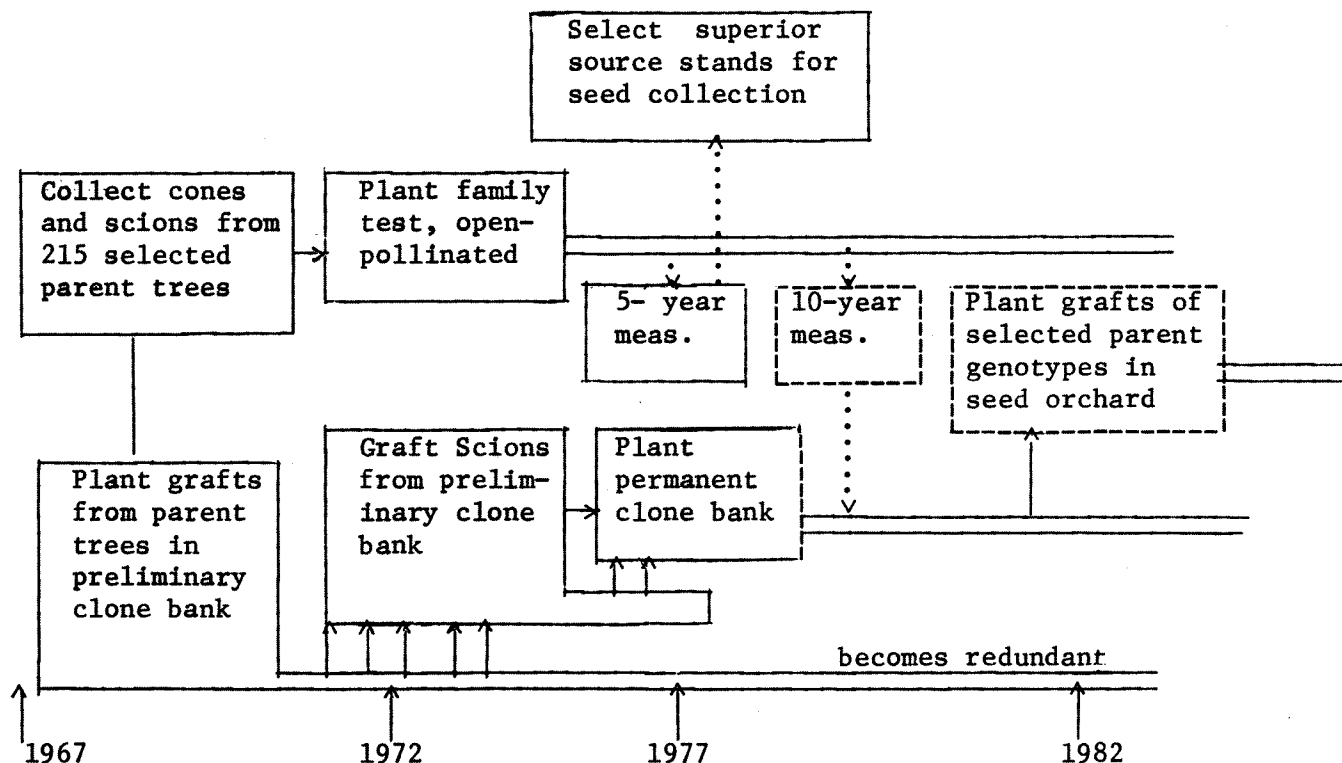 Select superior
source stands for
seed collection
Collect cones
and scions from
215 selected
parent trees
Plant family
test, open-
pollinated
5- year
meas.
10-year
meas.
Plant grafts of
selected parent
genotypes in
seed orchard
Plant grafts
from parent
trees in
preliminary
clone bank
Graft Scions
from prelim-
inary clone
bank
Plant
permanent
clone bank
becomes redundant
1967
1972
1977
1982